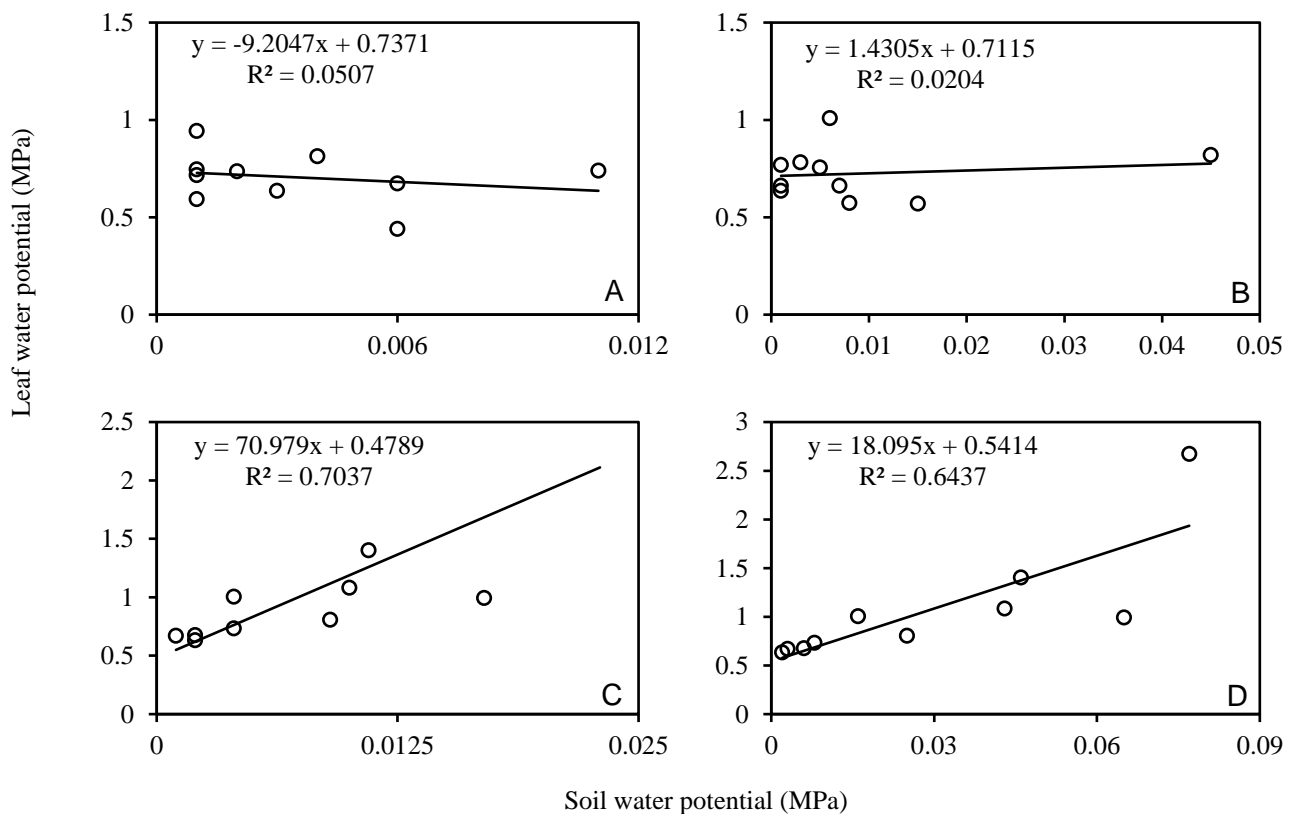 Leaf water potential (MPa)
1.5
1
0.5
0
y = -9.2047x + 0.7371
R² = 0.0507
A
0
0.006
0.012
1.5
1
0.5
0
y = 1.4305x + 0.7115
R² = 0.0204
B
0
0.01
0.02
0.03
0.04
0.05
2.5
2
1.5
1
0.5
0
y = 70.979x + 0.4789
R² = 0.7037
C
0
0.0125
0.025
3
2.5
2
1.5
1
0.5
0
y = 18.095x + 0.5414
R² = 0.6437
D
0
0.03
0.06
0.09
Soil water potential (MPa)